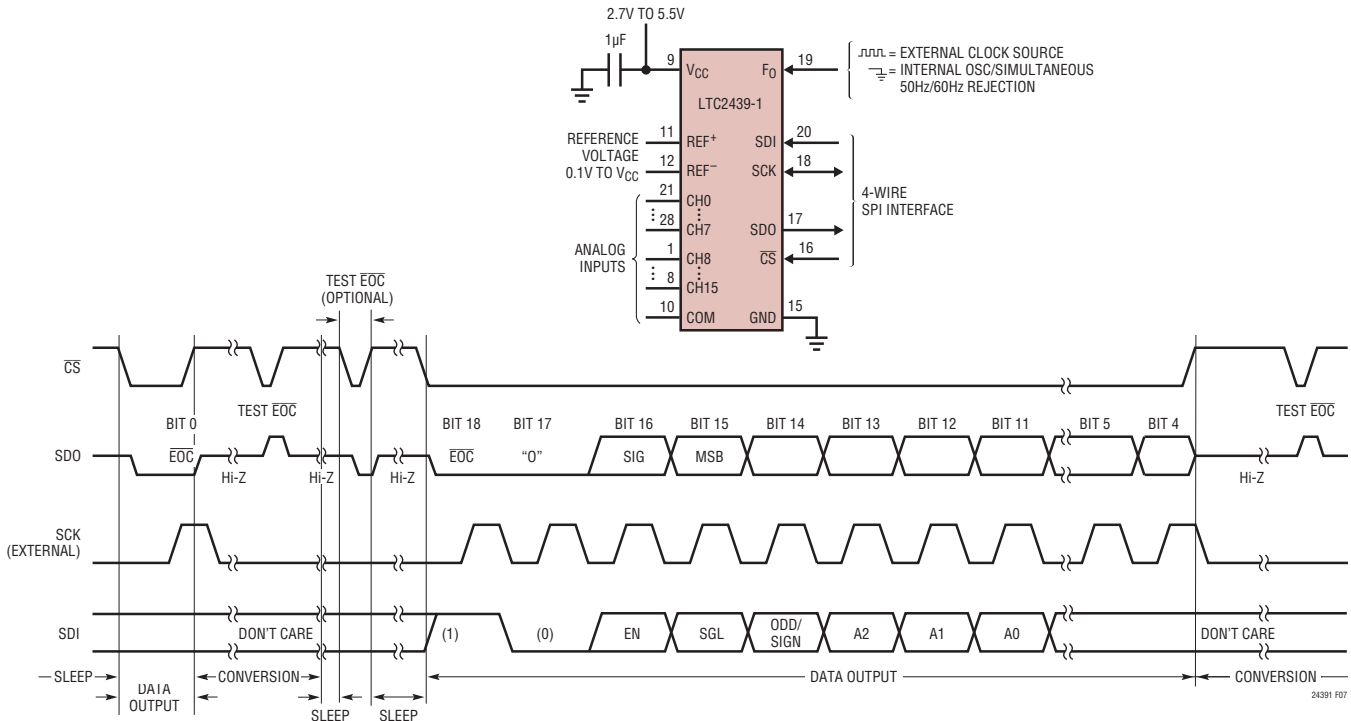 2.7V TO 5.5V
1µF
9
VCC
FO
19
= EXTERNAL CLOCK SOURCE
= INTERNAL OSC/SIMULTANEOUS
50Hz/60Hz REJECTION
LTC2439-1
REFERENCE
VOLTAGE
0.1V TO VCC
11
REF+
SDI
20
12
REF–
SCK
18
4-WIRE
SPI INTERFACE
21
CH0
28
CH7
SDO
17
ANALOG
INPUTS
1
CH8
CS
16
8
CH15
10
COM
GND
15
TEST EOC
(OPTIONAL)
CS
BIT 0
TEST EOC
BIT 18
BIT 17
BIT 16
BIT 15
BIT 14
BIT 13
BIT 12
BIT 11
BIT 5
BIT 4
TEST EOC
SDO
EOC
Hi-Z
Hi-Z
Hi-Z
EOC
“0”
SIG
MSB
Hi-Z
SCK
(EXTERNAL)
SDI
DON'T CARE
(1)
(0)
EN
SGL
ODD/
SIGN
A2
A1
A0
DON'T CARE
SLEEP
DATA
OUTPUT
CONVERSION
SLEEP
SLEEP
DATA OUTPUT
CONVERSION
24391 F07